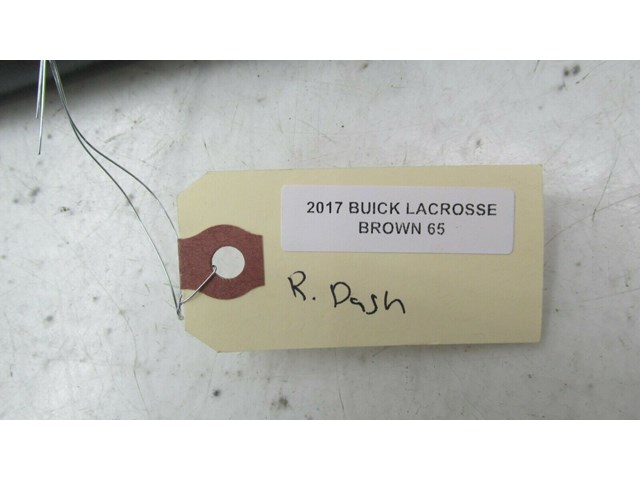 2017 BUICK LACROSSE
BROWN 65
R. Dash